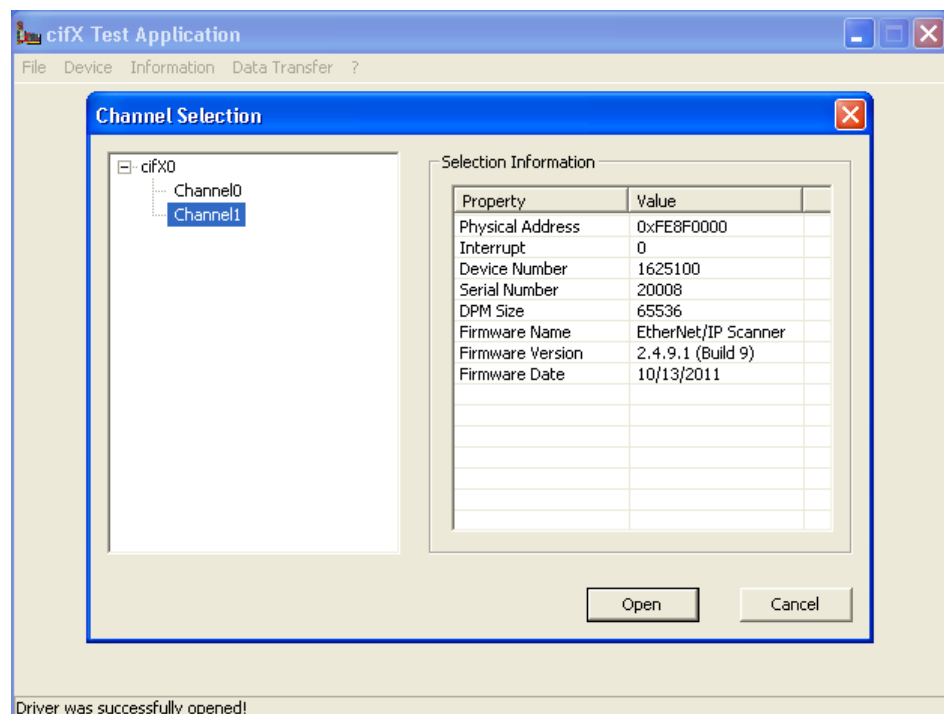 cifX Test Application
File Device Information Data Transfer ?
Channel Selection
cifX0
Channel0
Channel1
Selection Information
Property Value
Physical Address 0xFE8F0000
Interrupt 0
Device Number 1625100
Serial Number 20008
DPM Size 65536
Firmware Name EtherNet/IP Scanner
Firmware Version 2.4.9.1 (Build 9)
Firmware Date 10/13/2011
Open Cancel
Driver was successfully opened!